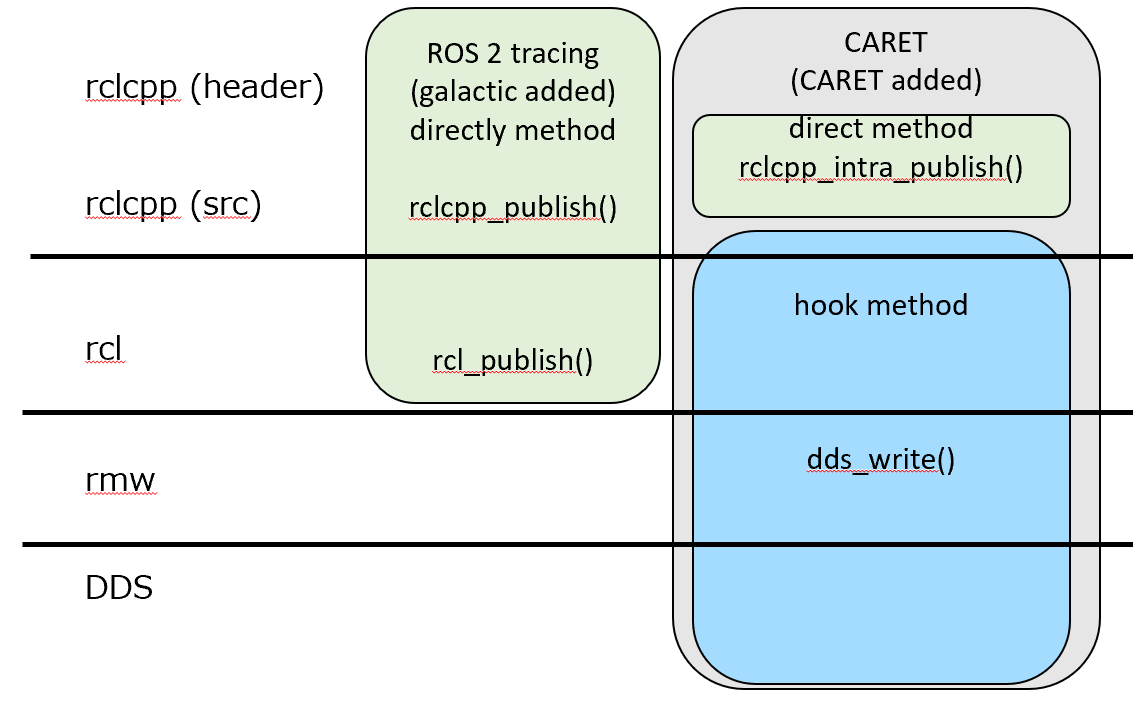 rclcpp (header)
rclcpp (src)
rcl
rmw
DDS
ROS 2 tracing
(galactic added)
directly method
rclcpp_publish()
rcl_publish()
CARET
(CARET added)
direct method
rclcpp_intra_publish()
hook method
dds_write()